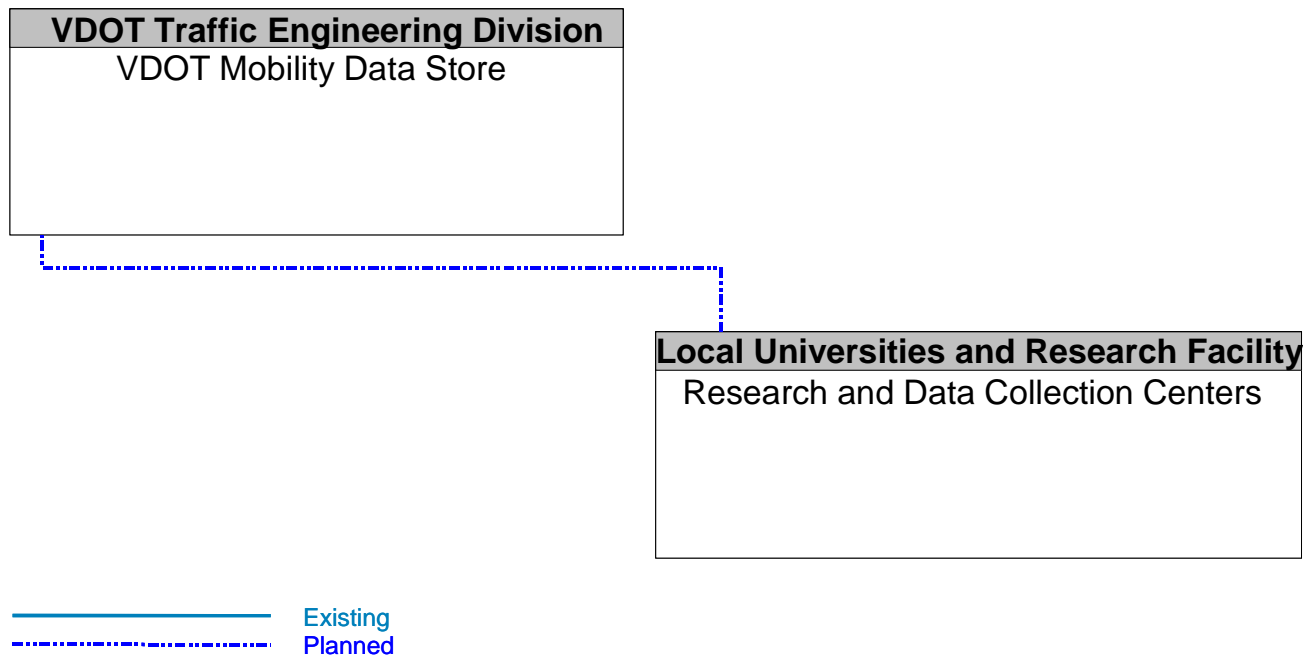 VDOT Traffic Engineering Division
VDOT Mobility Data Store
Local Universities and Research Facility
Research and Data Collection Centers
Existing
Planned